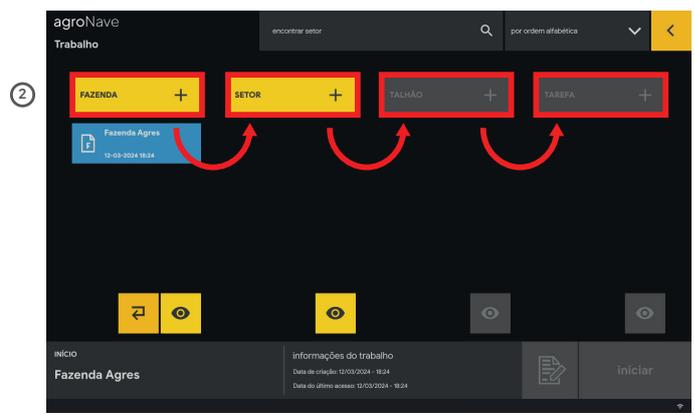 agroNave
Trabalho
encontrar setor
por ordem alfabética
2
FAZENDA +
SETOR +
TALHÃO +
TAREFA +
F
Fazenda Agres
12-03-2024 18:24
INÍCIO
Fazenda Agres
informações do trabalho
Data de criação: 12/03/2024 - 18:24
Data do último acesso: 12/03/2024 - 18:24
iniciar